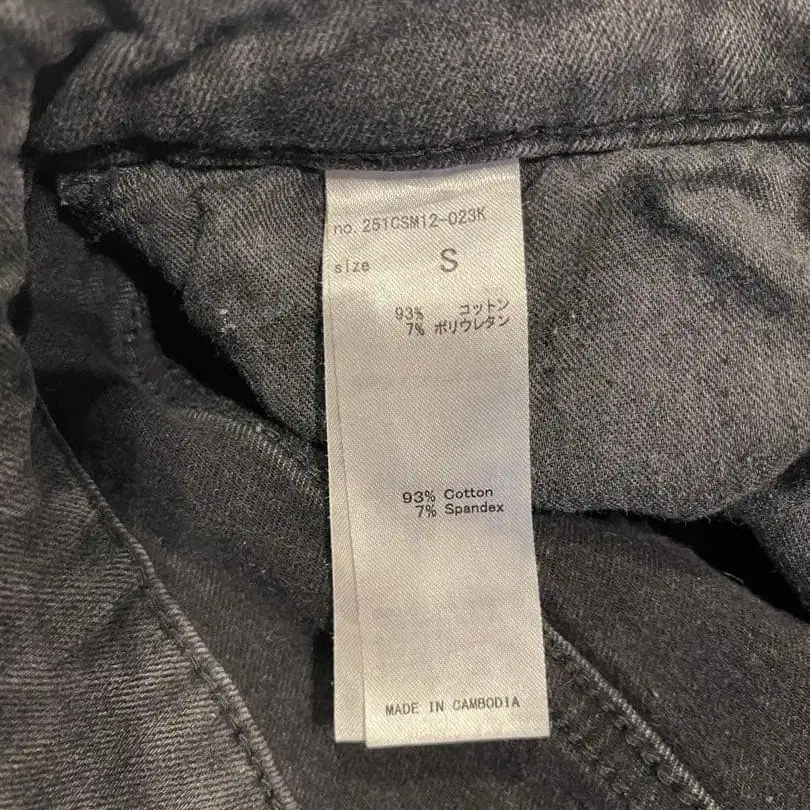 no. 251GSM12-023K
size S
93% コットン
7% ポリウレタン
93% Cotton
7% Spandex
MADE IN CAMBODIA